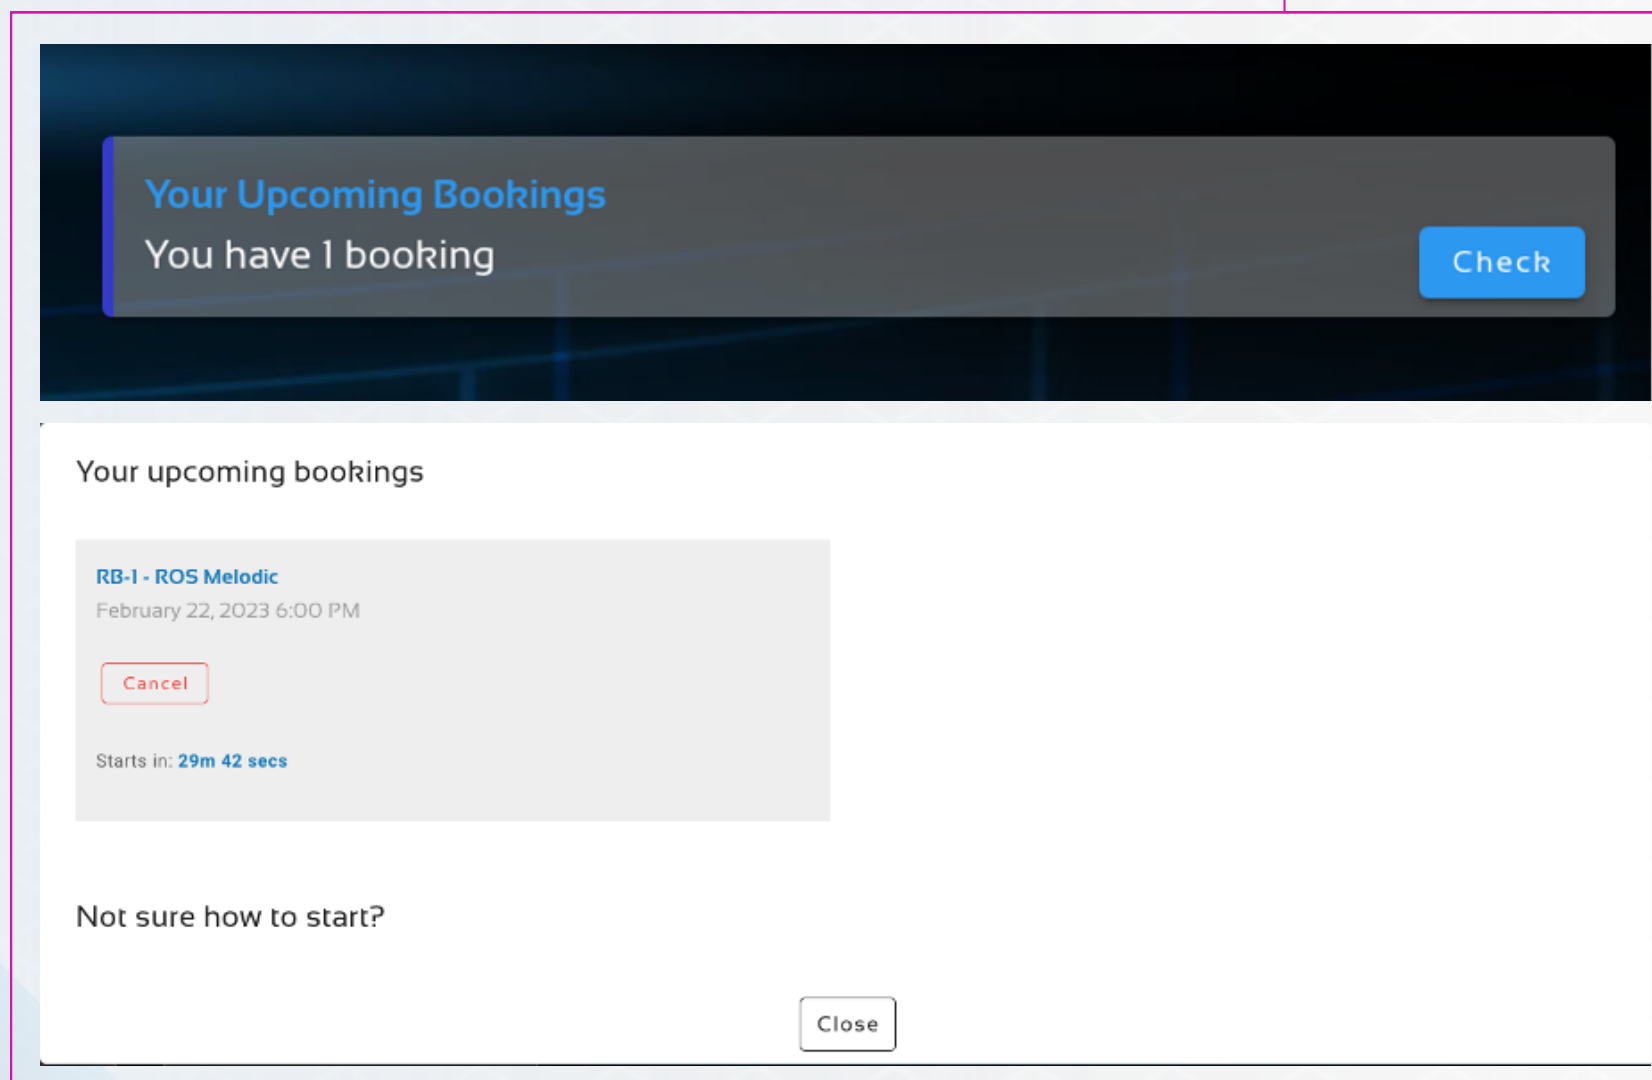 Your Upcoming Bookings
You have 1 booking
Check
Your upcoming bookings
RB-1 - ROS Melodic
February 22, 2023 6:00 PM
Cancel
Starts in: 29m 42 secs
Not sure how to start?
Close